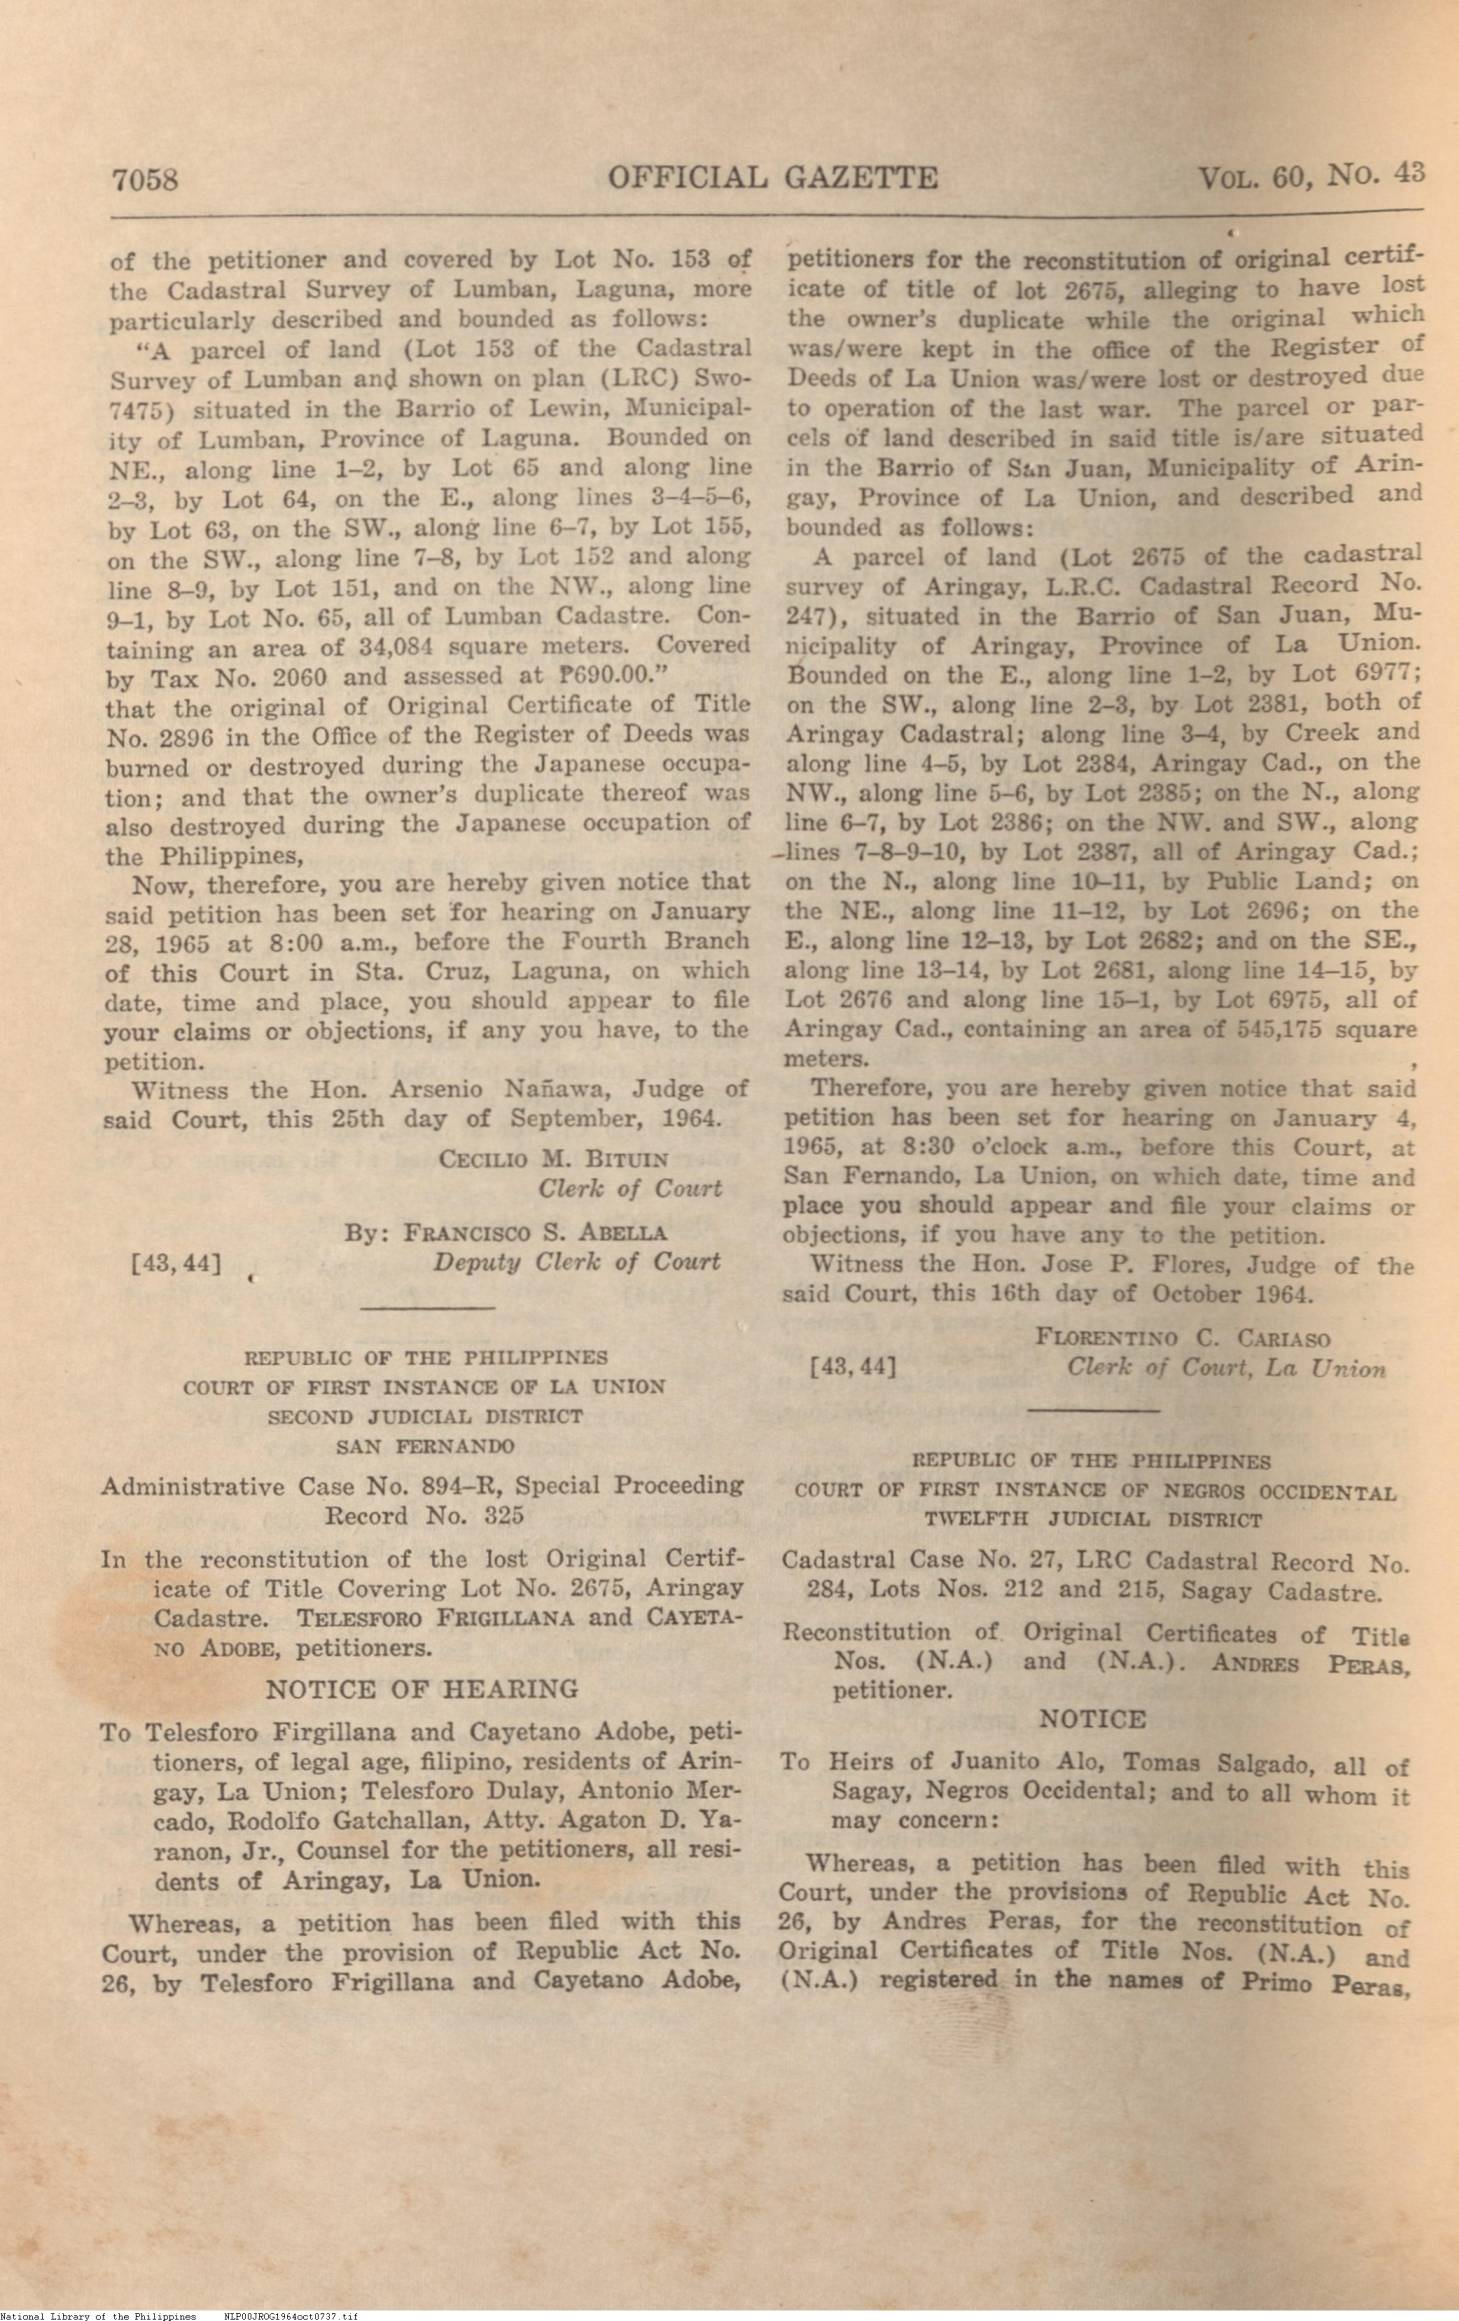 7058 OFFICIAL GAZETTE VOL. 60, NO. 43
of the petitioner and covered by Lot No. 153 of
the Cadastral Survey of Lumban, Laguna, more
particularly described and bounded as follows:
"A parcel of land (Lot 153 of the Cadastral
Survey of Lumban and shown on plan (LRC) Swo-
7475) situated in the Barrio of Lewin, Municipal-
ity of Lumban, Province of Laguna. Bounded on
NE., along line 1–2, by Lot 65 and along line
2–3, by Lot 64, on the E., along lines 3–4–5–6,
by Lot 63, on the SW., along line 6–7, by Lot 155,
on the SW., along line 7–8, by Lot 152 and along
line 8–9, by Lot 151, and on the NW., along line
9–1, by Lot No. 65, all of Lumban Cadastre. Con-
taining an area of 34,084 square meters. Covered
by Tax No. 2060 and assessed at ₱690.00."
that the original of Original Certificate of Title
No. 2896 in the Office of the Register of Deeds was
burned or destroyed during the Japanese occupa-
tion; and that the owner's duplicate thereof was
also destroyed during the Japanese occupation of
the Philippines,
Now, therefore, you are hereby given notice that
said petition has been set for hearing on January
28, 1965 at 8:00 a.m., before the Fourth Branch
of this Court in Sta. Cruz, Laguna, on which
date, time and place, you should appear to file
your claims or objections, if any you have, to the
petition.
Witness the Hon. Arsenio Nañawa, Judge of
said Court, this 25th day of September, 1964.
CECILIO M. BITUIN
Clerk of Court
By: FRANCISCO S. ABELLA
[43, 44] Deputy Clerk of Court
REPUBLIC OF THE PHILIPPINES
COURT OF FIRST INSTANCE OF LA UNION
SECOND JUDICIAL DISTRICT
SAN FERNANDO
Administrative Case No. 894–R, Special Proceeding
Record No. 325
In the reconstitution of the lost Original Certif-
icate of Title Covering Lot No. 2675, Aringay
Cadastre. TELESFORO FRIGILLANA and CAYETA-
NO ADOBE, petitioners.
NOTICE OF HEARING
To Telesforo Firgillana and Cayetano Adobe, peti-
tioners, of legal age, filipino, residents of Arin-
gay, La Union; Telesforo Dulay, Antonio Mer-
cado, Rodolfo Gatchallan, Atty. Agaton D. Ya-
ranon, Jr., Counsel for the petitioners, all resi-
dents of Aringay, La Union.
Whereas, a petition has been filed with this
Court, under the provision of Republic Act No.
26, by Telesforo Frigillana and Cayetano Adobe,
petitioners for the reconstitution of original certif-
icate of title of lot 2675, alleging to have lost
the owner's duplicate while the original which
was/were kept in the office of the Register of
Deeds of La Union was/were lost or destroyed due
to operation of the last war. The parcel or par-
cels of land described in said title is/are situated
in the Barrio of San Juan, Municipality of Arin-
gay, Province of La Union, and described and
bounded as follows:
A parcel of land (Lot 2675 of the cadastral
survey of Aringay, L.R.C. Cadastral Record No.
247), situated in the Barrio of San Juan, Mu-
nicipality of Aringay, Province of La Union.
Bounded on the E., along line 1–2, by Lot 6977;
on the SW., along line 2–3, by Lot 2381, both of
Aringay Cadastral; along line 3–4, by Creek and
along line 4–5, by Lot 2384, Aringay Cad., on the
NW., along line 5–6, by Lot 2385; on the N., along
line 6–7, by Lot 2386; on the NW. and SW., along
lines 7–8–9–10, by Lot 2387, all of Aringay Cad.;
on the N., along line 10–11, by Public Land; on
the NE., along line 11–12, by Lot 2696; on the
E., along line 12–13, by Lot 2682; and on the SE.,
along line 13–14, by Lot 2681, along line 14–15, by
Lot 2676 and along line 15–1, by Lot 6975, all of
Aringay Cad., containing an area of 545,175 square
meters.
Therefore, you are hereby given notice that said
petition has been set for hearing on January 4,
1965, at 8:30 o'clock a.m., before this Court, at
San Fernando, La Union, on which date, time and
place you should appear and file your claims or
objections, if you have any to the petition.
Witness the Hon. Jose P. Flores, Judge of the
said Court, this 16th day of October 1964.
FLORENTINO C. CARIASO
[43, 44] Clerk of Court, La Union
REPUBLIC OF THE PHILIPPINES
COURT OF FIRST INSTANCE OF NEGROS OCCIDENTAL
TWELFTH JUDICIAL DISTRICT
Cadastral Case No. 27, LRC Cadastral Record No.
284, Lots Nos. 212 and 215, Sagay Cadastre.
Reconstitution of Original Certificates of Title
Nos. (N.A.) and (N.A.). ANDRES PERAS,
petitioner.
NOTICE
To Heirs of Juanito Alo, Tomas Salgado, all of
Sagay, Negros Occidental; and to all whom it
may concern:
Whereas, a petition has been filed with this
Court, under the provisions of Republic Act No.
26, by Andres Peras, for the reconstitution of
Original Certificates of Title Nos. (N.A.) and
(N.A.) registered in the names of Primo Peras,
National Library of the Philippines NLP00JROG1964oct0737.tif